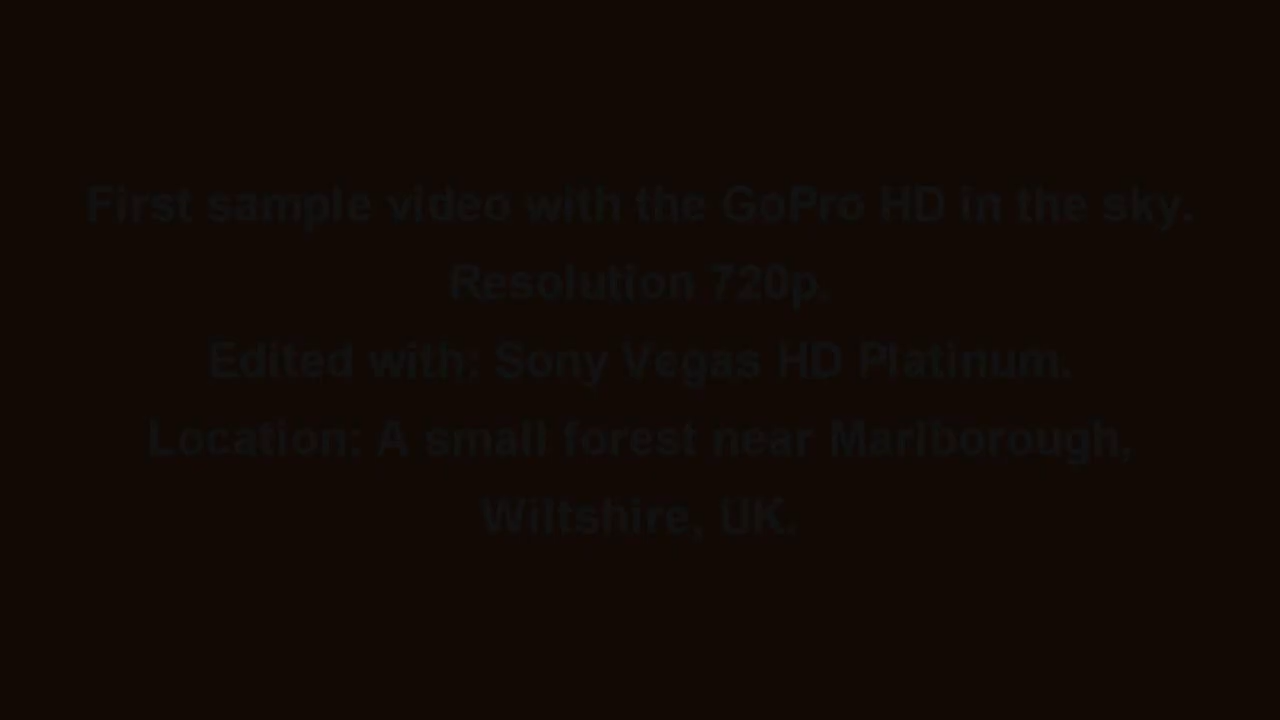 First sample video with the GoPro HD in the sky.
Resolution 720p.
Edited with: Sony Vegas HD Platinum.
Location: A small forest near Marlborough,
Wiltshire, UK.